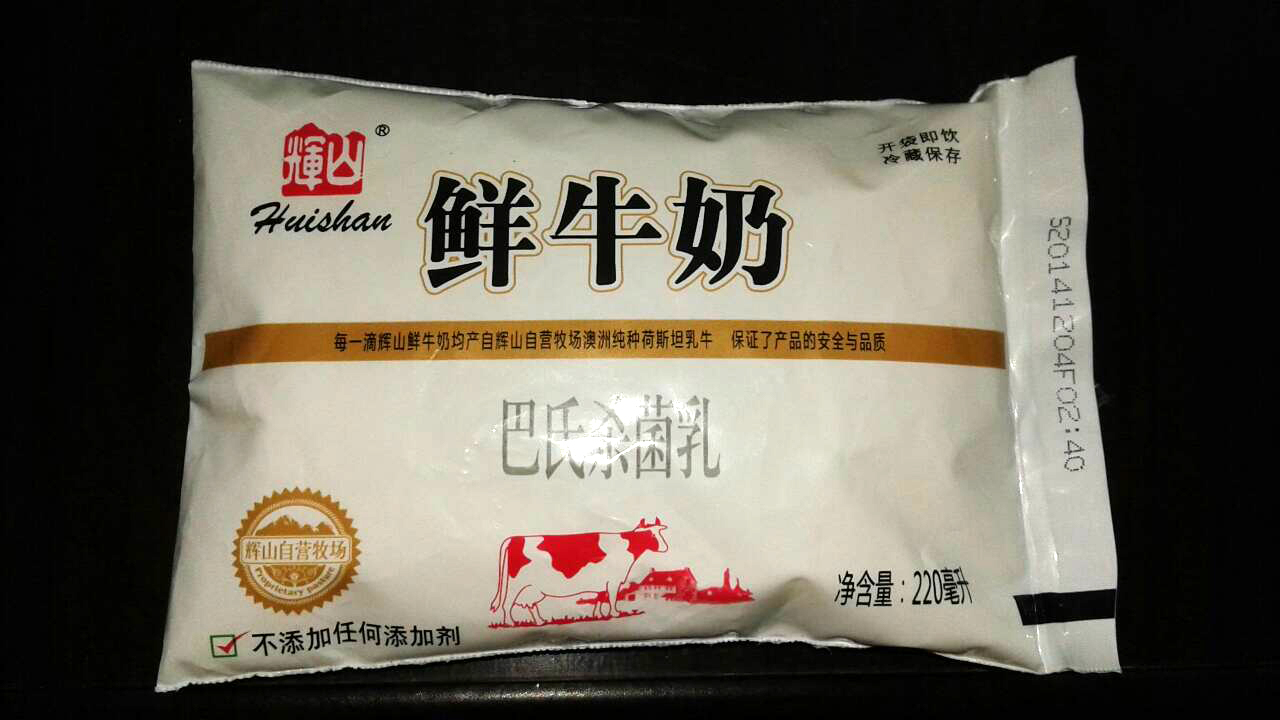 輝山®
Huishan
鲜牛奶
开袋即饮
冷藏保存
每一滴辉山鲜牛奶均产自辉山自营牧场澳洲纯种荷斯坦乳牛 保证了产品的安全与品质
巴氏杀菌乳
辉山自营牧场
Proprietary pasture
不添加任何添加剂
净含量:220毫升
S20141204F02:40